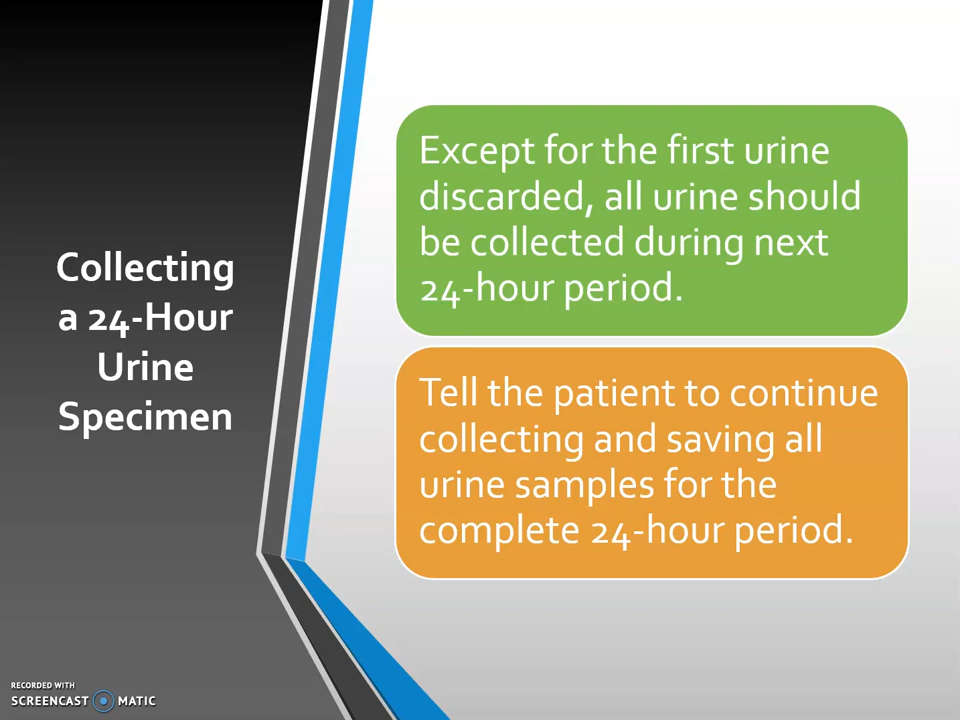 Collecting
a 24-Hour
Urine
Specimen
Except for the first urine
discarded, all urine should
be collected during next
24-hour period.
Tell the patient to continue
collecting and saving all
urine samples for the
complete 24-hour period.
RECORDED WITH
SCREENCAST MATIC